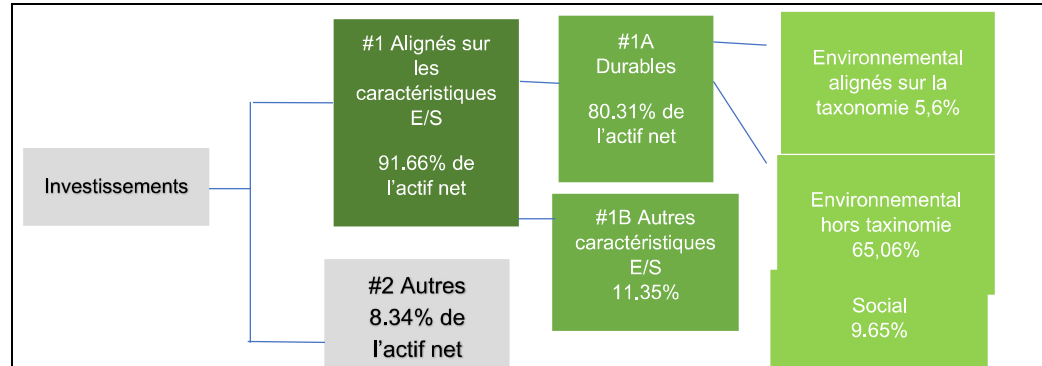 Investissements
#1 Alignés sur
les
caractéristiques
E/S
91.66% de
l'actif net
#2 Autres
8.34% de
l'actif net
#1A
Durables
80.31% de
l'actif net
#1B Autres
caractéristiques
E/S
11.35%
Environnemental
alignés sur la
taxonomie 5,6%
Environnemental
hors taxinomie
65,06%
Social
9.65%